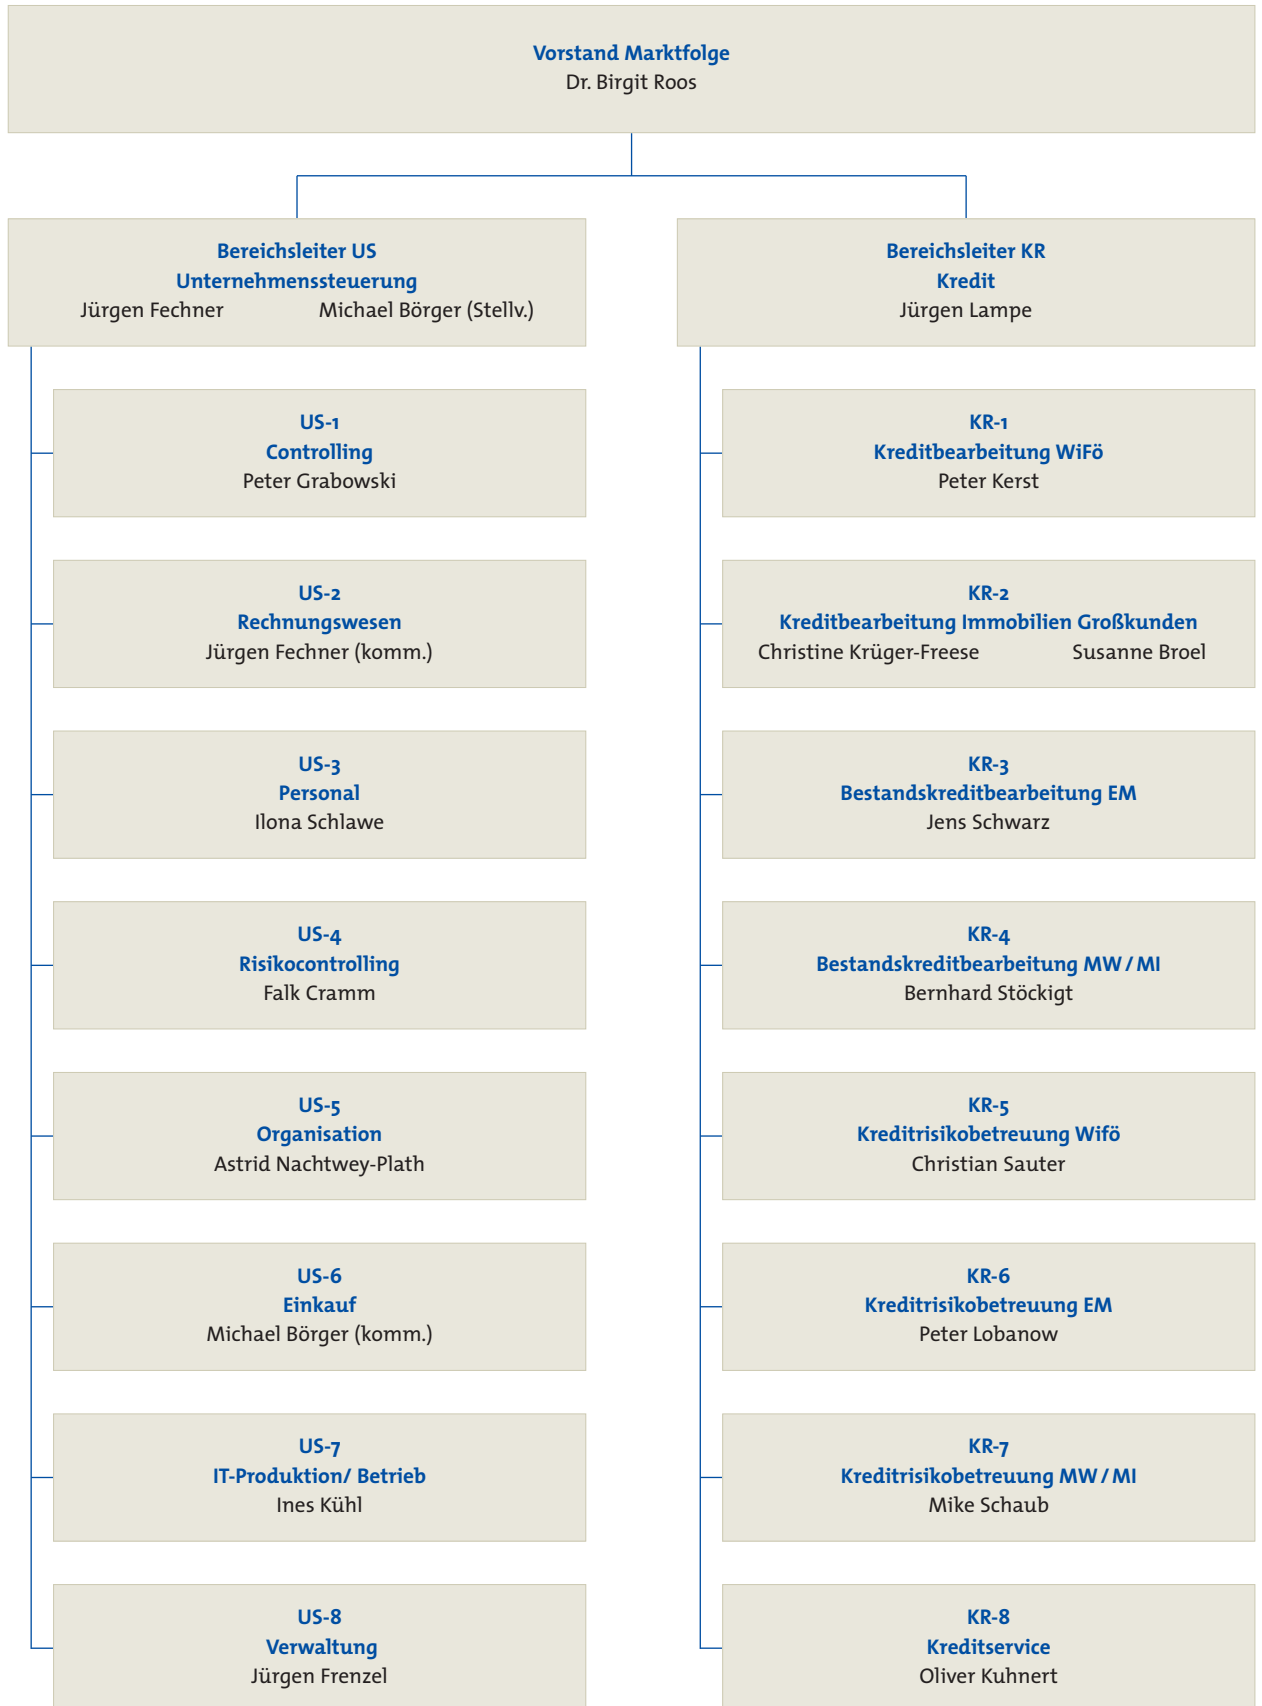 Vorstand Marktfolge
Dr. Birgit Roos
Bereichsleiter US
Unternehmenssteuerung
Jürgen Fechner Michael Börger (Stellv.)
US-1
Controlling
Peter Grabowski
US-2
Rechnungswesen
Jürgen Fechner (komm.)
US-3
Personal
Ilona Schlawe
US-4
Risikocontrolling
Falk Cramm
US-5
Organisation
Astrid Nachtwey-Plath
US-6
Einkauf
Michael Börger (komm.)
US-7
IT-Produktion/ Betrieb
Ines Kühl
US-8
Verwaltung
Jürgen Frenzel
Bereichsleiter KR
Kredit
Jürgen Lampe
KR-1
Kreditbearbeitung WiFö
Peter Kerst
KR-2
Kreditbearbeitung Immobilien Großkunden
Christine Krüger-Freese Susanne Broel
KR-3
Bestandskreditbearbeitung EM
Jens Schwarz
KR-4
Bestandskreditbearbeitung MW / MI
Bernhard Stöckigt
KR-5
Kreditrisikobetreuung Wifö
Christian Sauter
KR-6
Kreditrisikobetreuung EM
Peter Lobanow
KR-7
Kreditrisikobetreuung MW / MI
Mike Schaub
KR-8
Kreditservice
Oliver Kuhnert